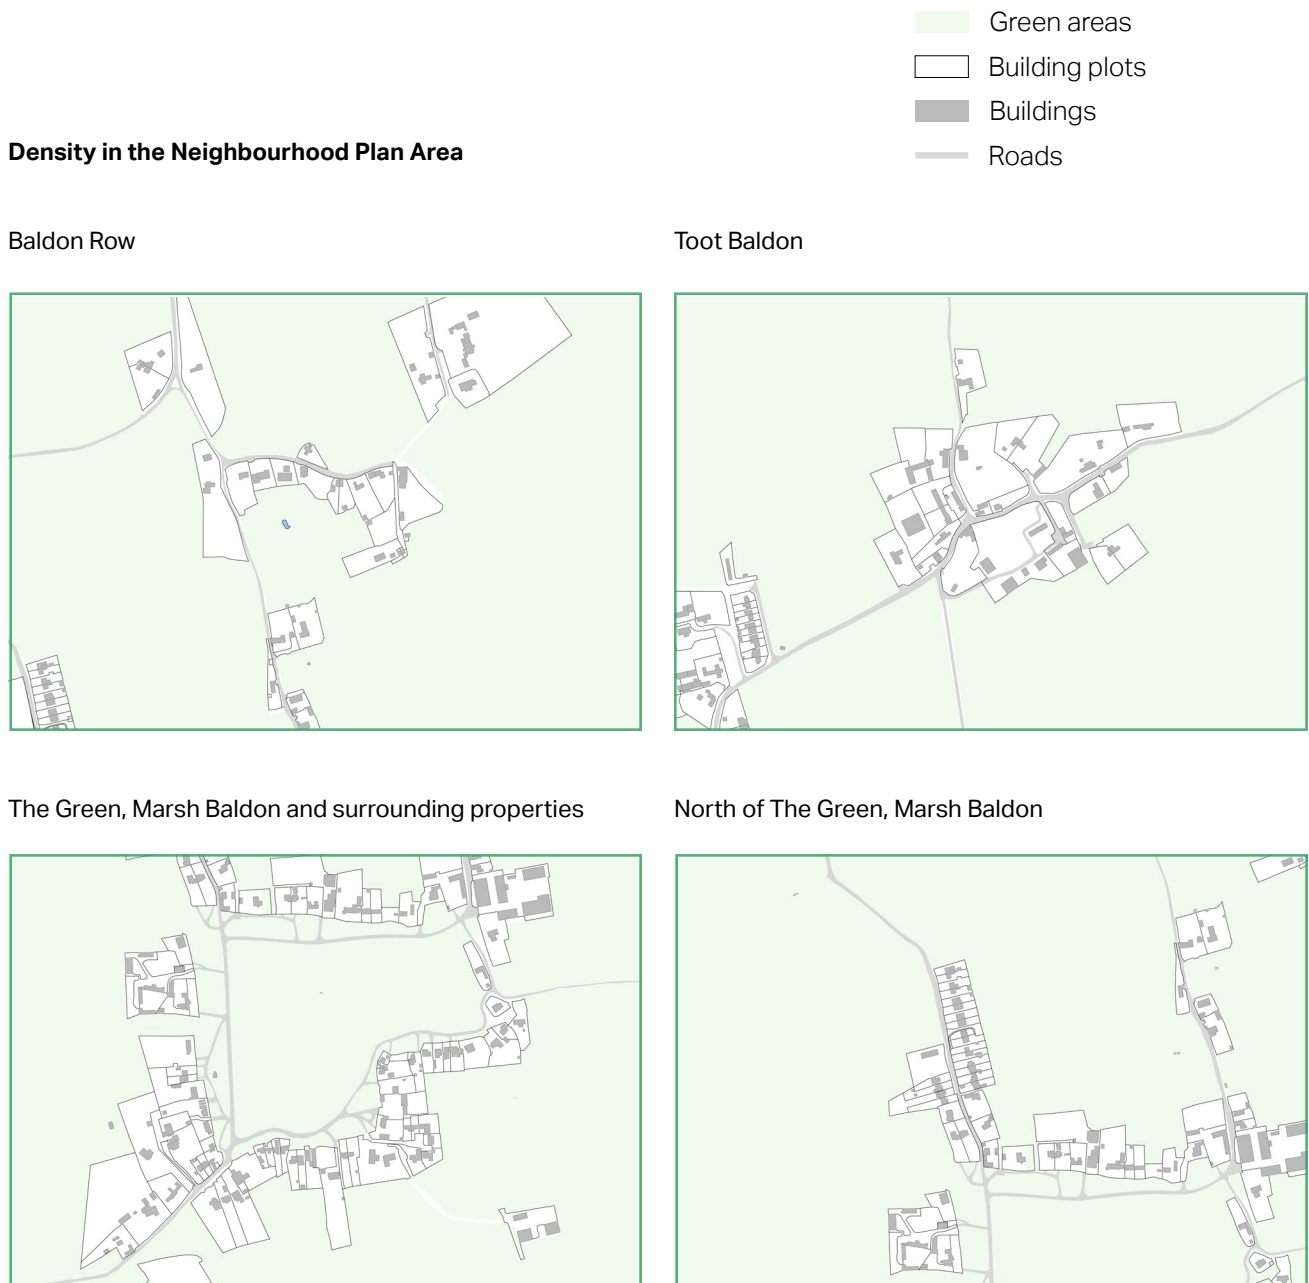 Green areas
Building plots
Buildings
Roads
Density in the Neighbourhood Plan Area
Baldon Row
Toot Baldon
The Green, Marsh Baldon and surrounding properties
North of The Green, Marsh Baldon